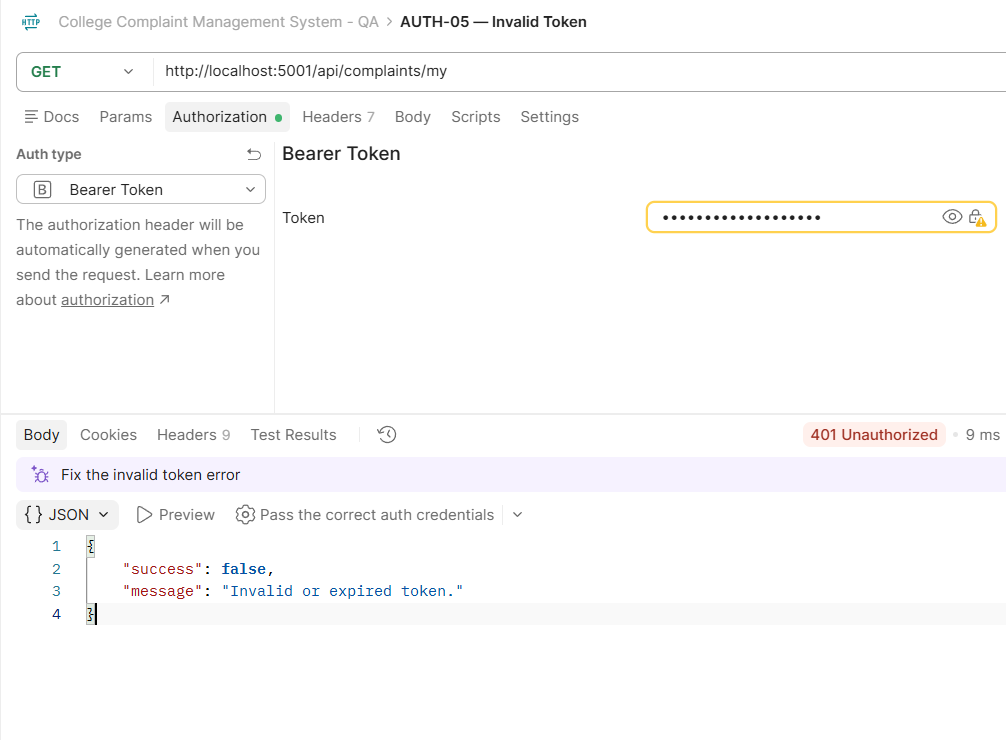 HTTP College Complaint Management System - QA > AUTH-05 — Invalid Token
GET http://localhost:5001/api/complaints/my
Docs Params Authorization Headers 7 Body Scripts Settings
Auth type
B Bearer Token
The authorization header will be
automatically generated when you
send the request. Learn more
about authorization ↗
Bearer Token
Token •••••••••••••••••••
Body Cookies Headers 9 Test Results 401 Unauthorized • 9 ms
Fix the invalid token error
{} JSON Preview Pass the correct auth credentials
1 {
2 "success": false,
3 "message": "Invalid or expired token."
4 }